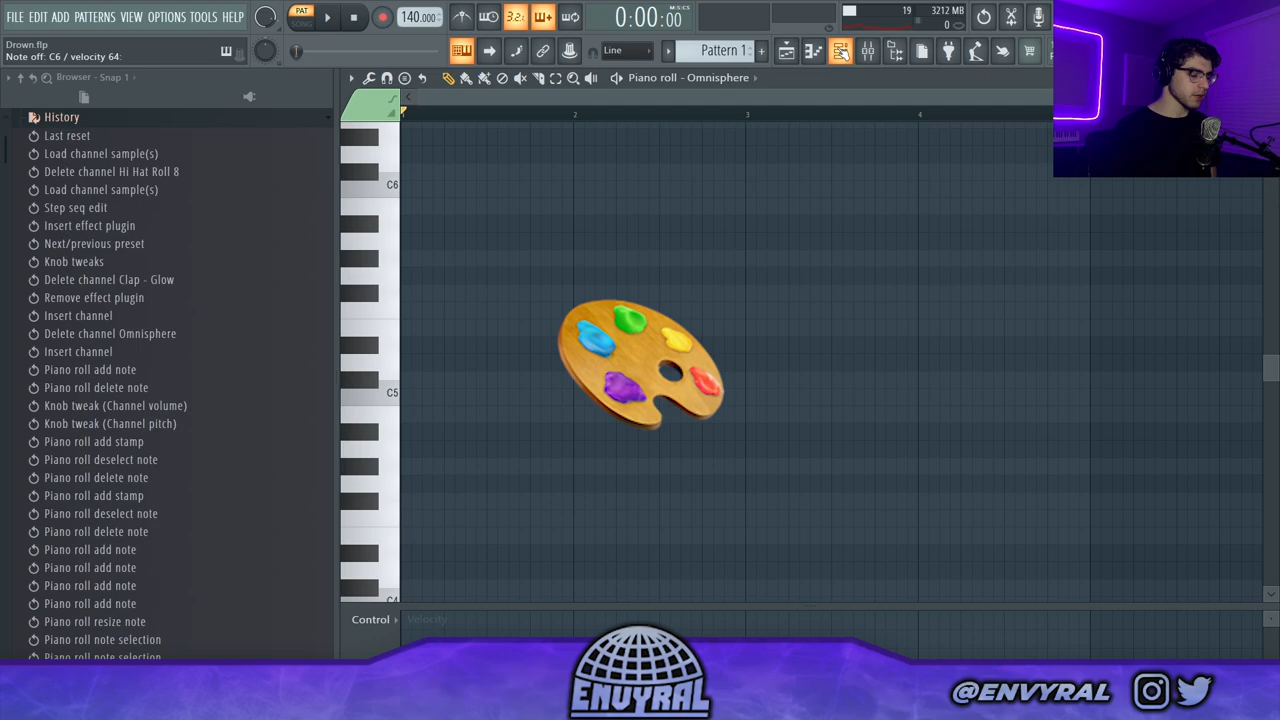 FILE EDIT ADD PATTERNS VIEW OPTIONS TOOLS HELP
PAT
SONG
140.000
3.2.
0:00:00
M:S:CS
19
3212 MB
0
Drown.flp
Note off: C6 / velocity 64:
Line
Pattern 1
Browser - Snap 1
Piano roll - Omnisphere
History
Last reset
Load channel sample(s)
Delete channel Hi Hat Roll 8
Load channel sample(s)
Step seq edit
Insert effect plugin
Next/previous preset
Knob tweaks
Delete channel Clap - Glow
Remove effect plugin
Insert channel
Delete channel Omnisphere
Insert channel
Piano roll add note
Piano roll delete note
Knob tweak (Channel volume)
Knob tweak (Channel pitch)
Piano roll add stamp
Piano roll deselect note
Piano roll delete note
Piano roll add stamp
Piano roll deselect note
Piano roll delete note
Piano roll add note
Piano roll add note
Piano roll add note
Piano roll add note
Piano roll resize note
Piano roll note selection
Piano roll note selection
2
3
4
C6
C5
C4
Control
Velocity
ENVYRAL
@ENVYRAL